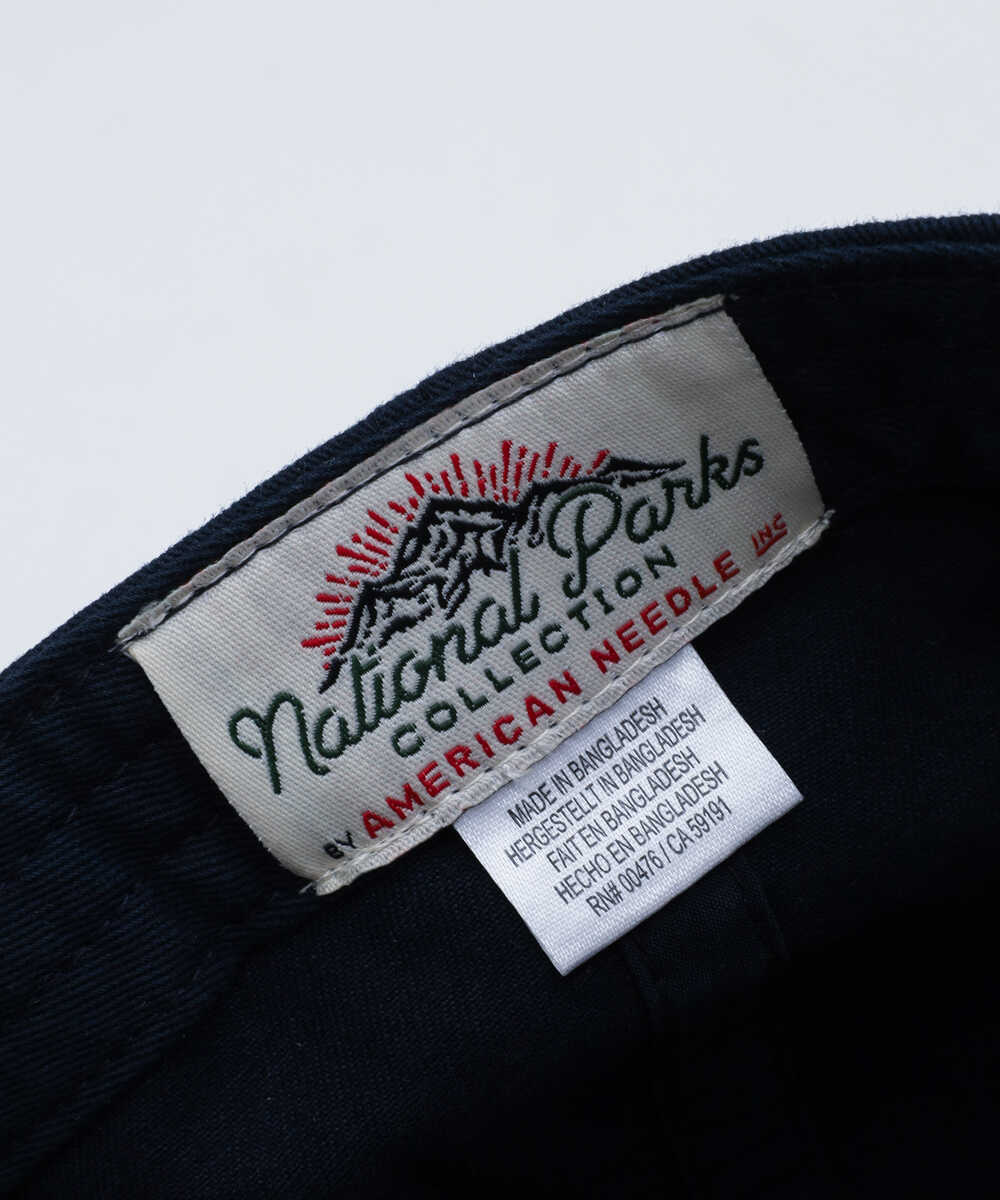 National Parks
COLLECTION
BY AMERICAN NEEDLE INC
MADE IN BANGLADESH
HERGESTELLT IN BANGLADESH
FAIT EN BANGLADESH
HECHO EN BANGLADESH
RN# 00476 / CA 59191